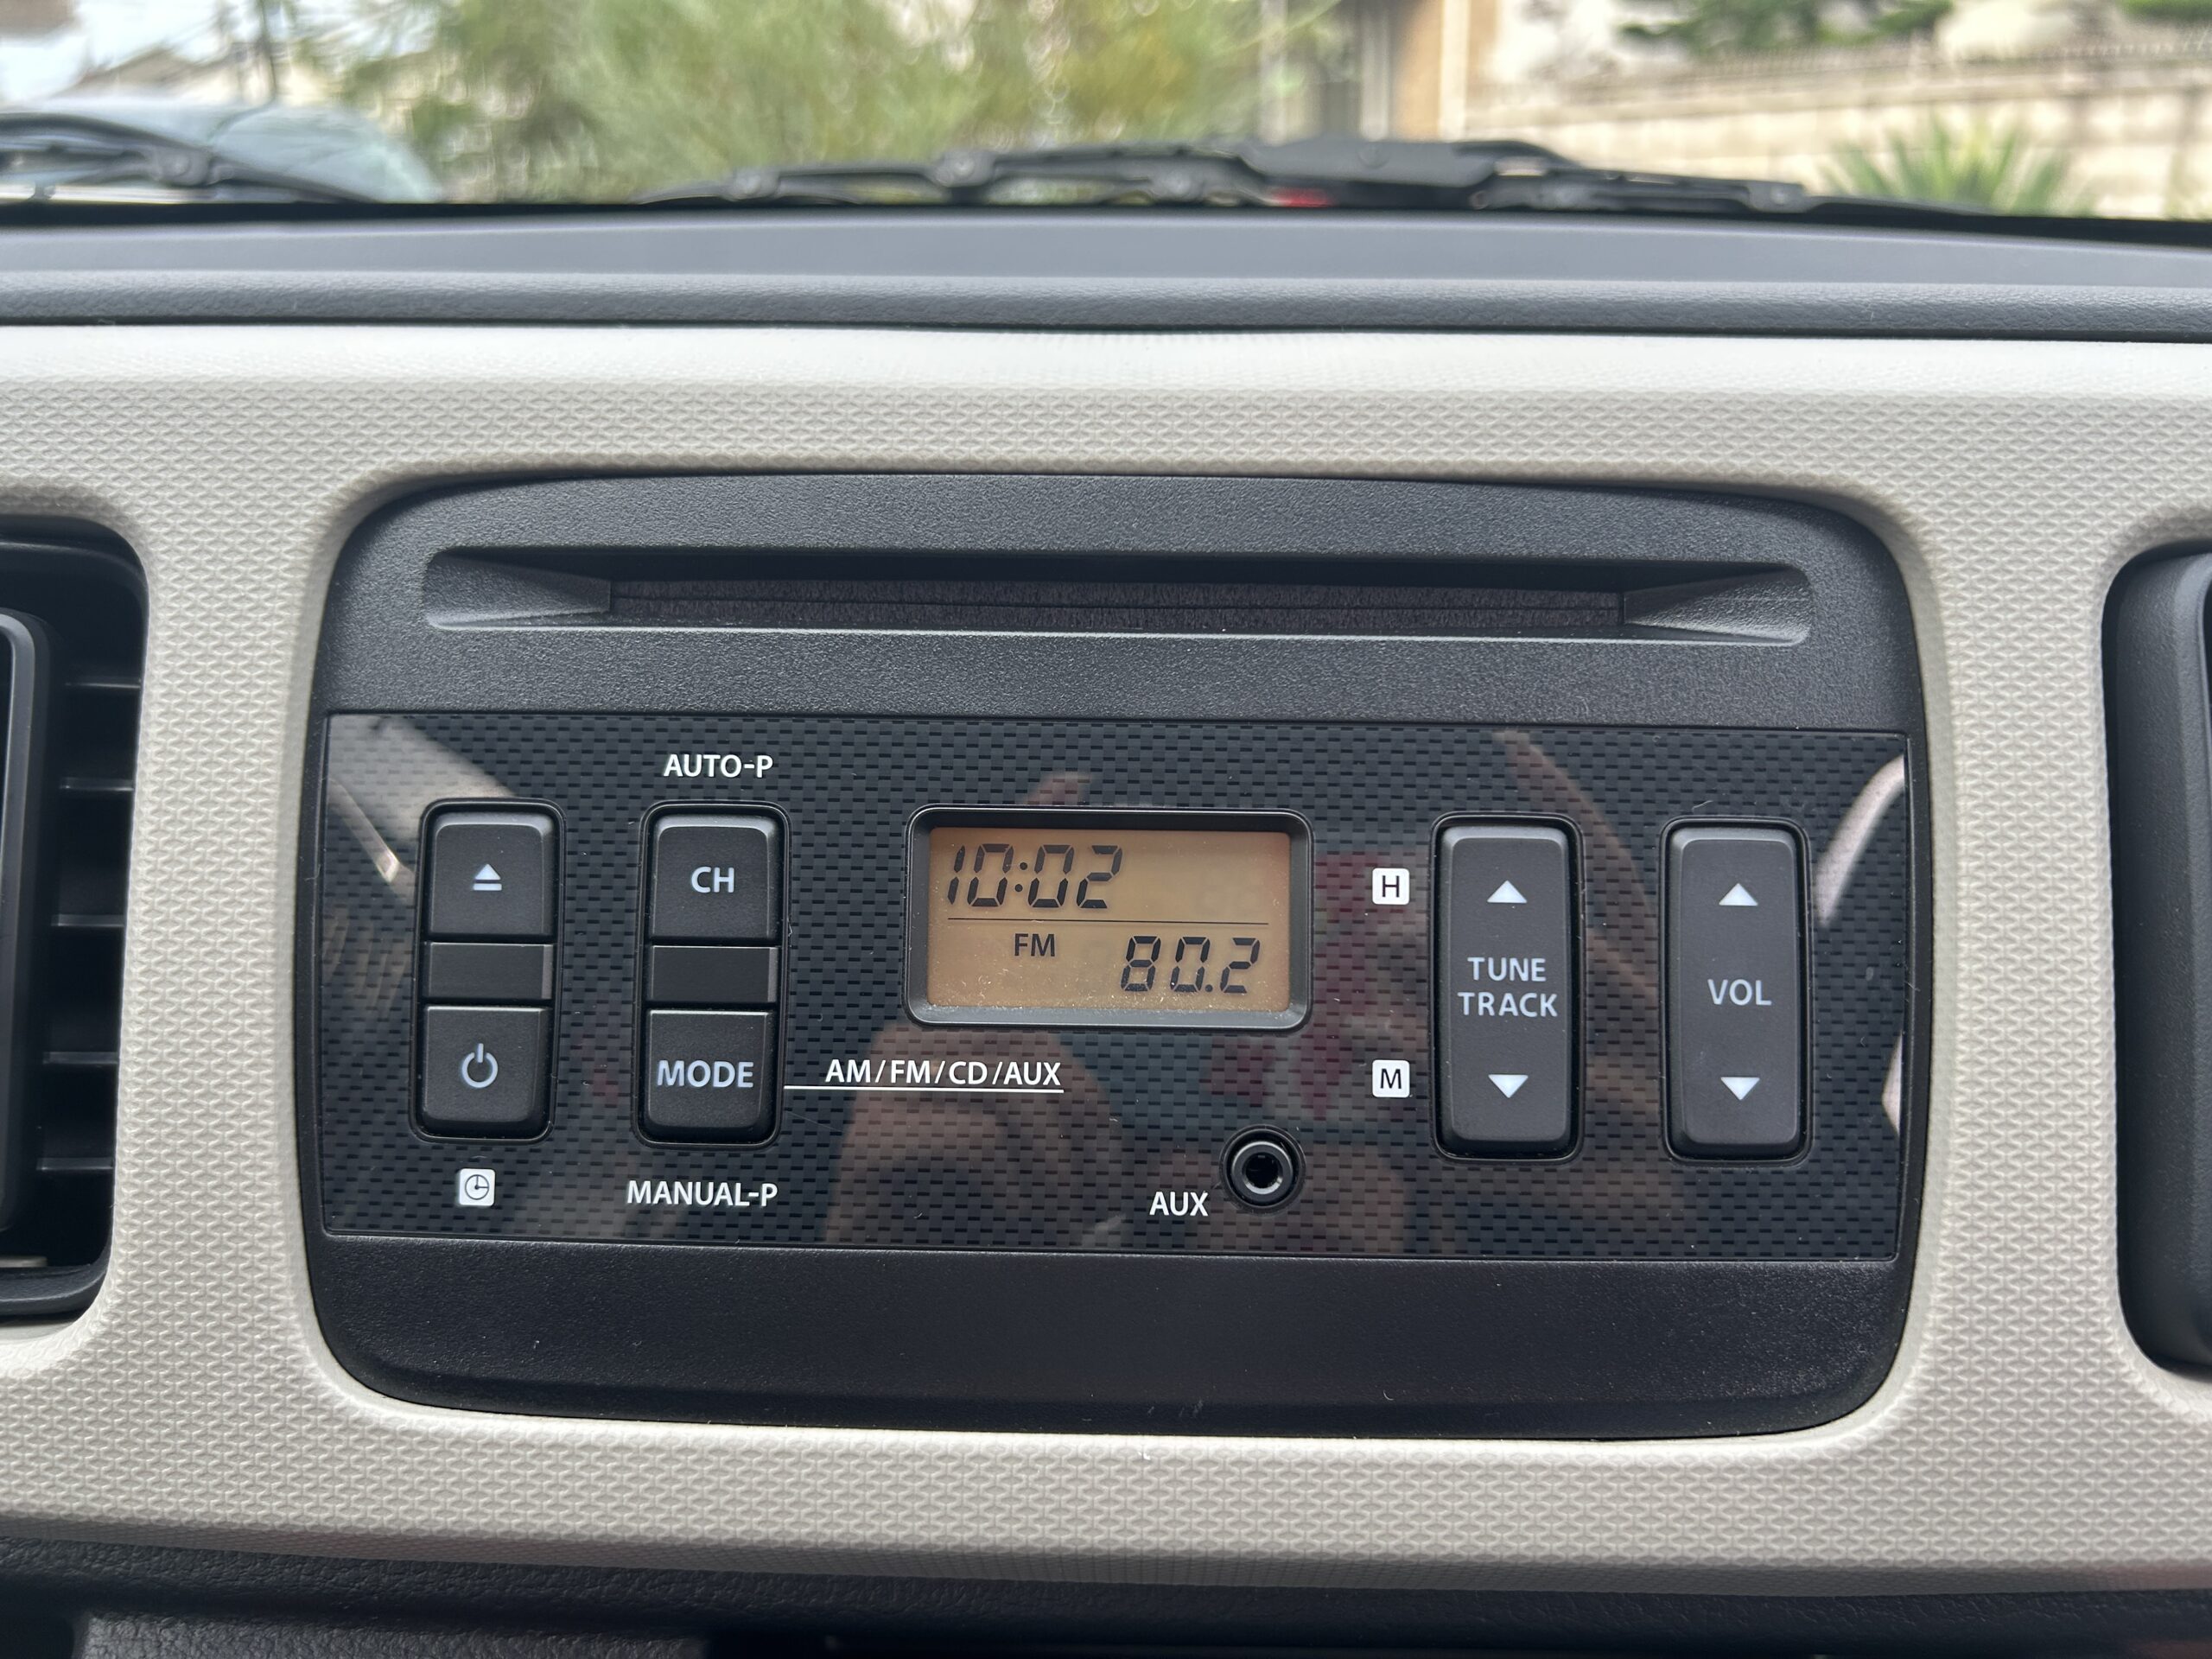 AUTO-P
CH
10:02
FM 80.2
H
TUNE
TRACK
VOL
MODE
AM/FM/CD/AUX
M
MANUAL-P
AUX